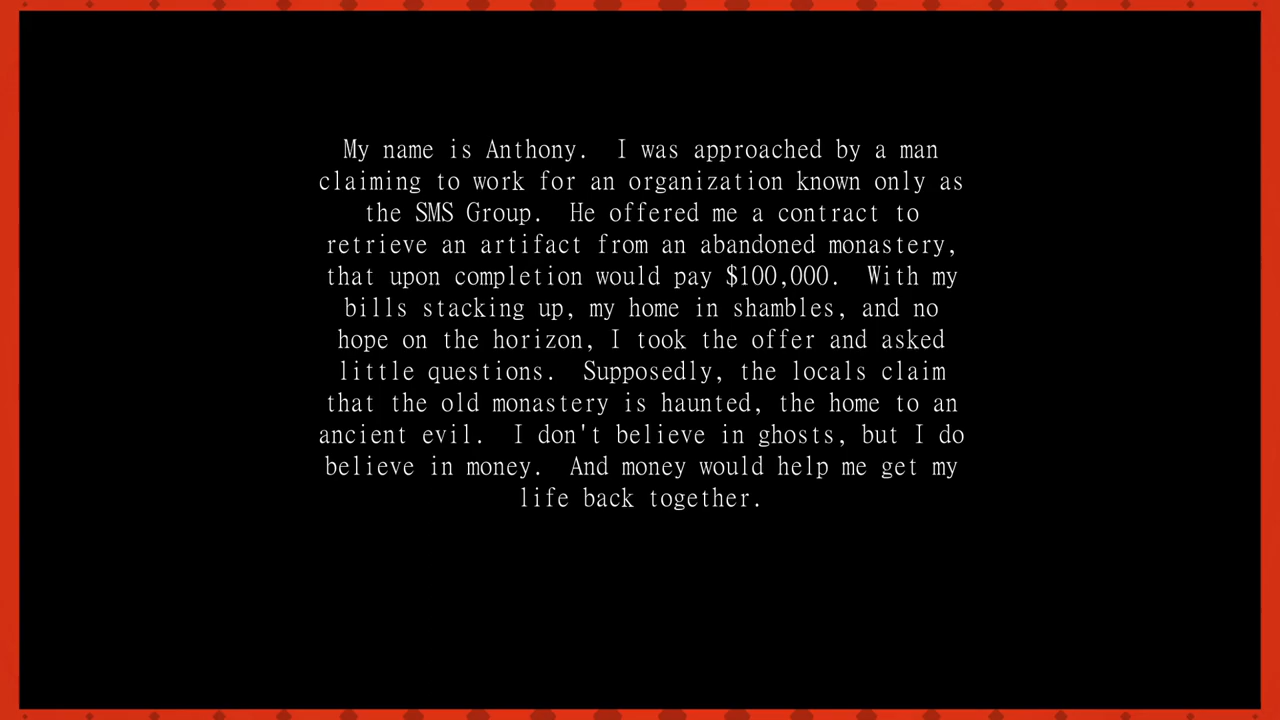 My name is Anthony.  I was approached by a man
claiming to work for an organization known only as
the SMS Group.  He offered me a contract to
retrieve an artifact from an abandoned monastery,
that upon completion would pay $100,000.  With my
bills stacking up, my home in shambles, and no
hope on the horizon, I took the offer and asked
little questions.  Supposedly, the locals claim
that the old monastery is haunted, the home to an
ancient evil.  I don't believe in ghosts, but I do
believe in money.  And money would help me get my
life back together.